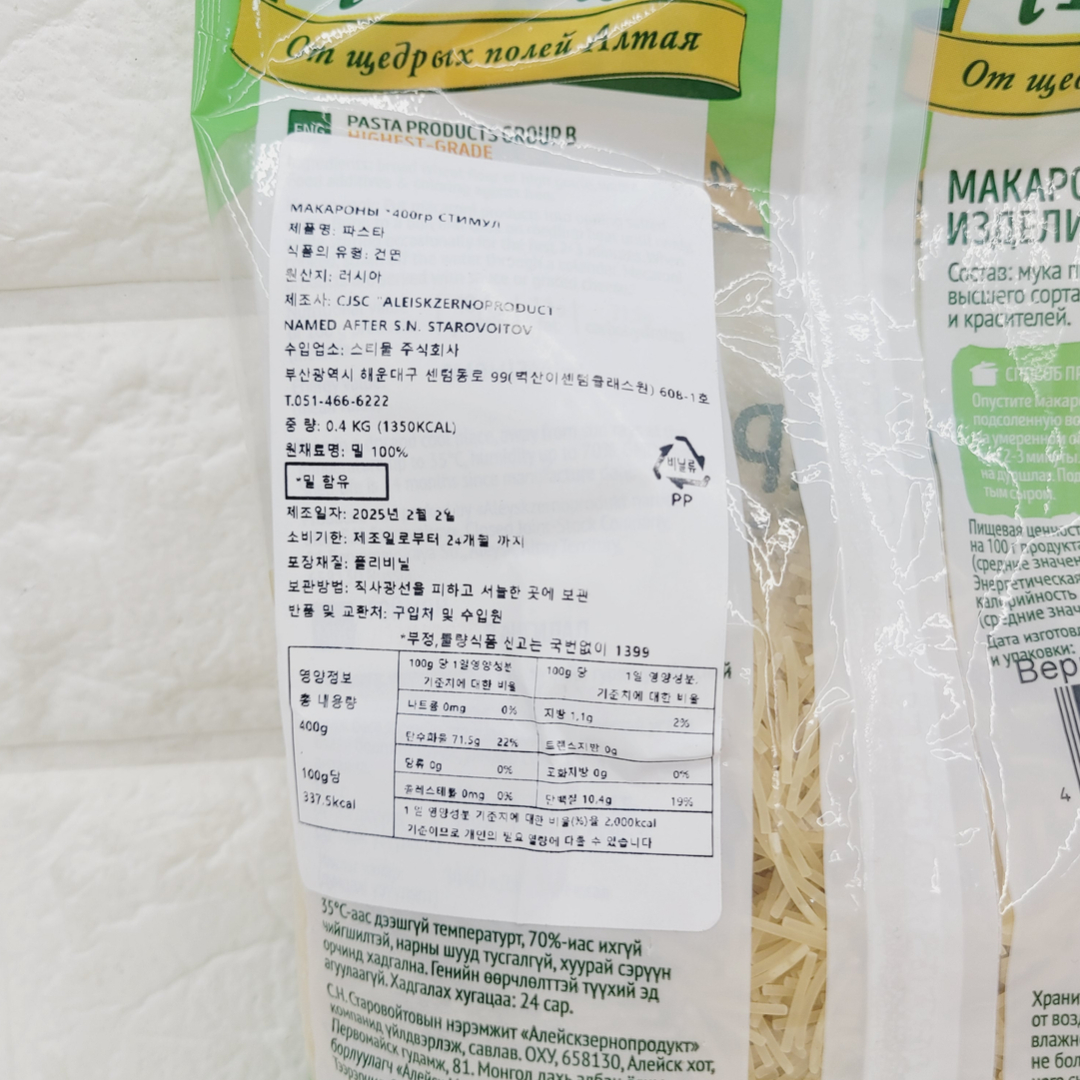 От щедрых полей Алтая
ENG
PASTA PRODUCTS GROUP B
HIGHEST-GRADE
МАКАРОНЫ *400гр СТИМУЛ
제품명: 파스타
식품의 유형: 건면
원산지: 러시아
제조사: CJSC "ALEISKZERNOPRODUCT
NAMED AFTER S.N. STAROVOITOV
수입업소: 스티물 주식회사
부산광역시 해운대구 센텀동로 99(벽산이센텀클래스원) 608-1호
T.051-466-6222
중 량: 0.4 KG (1350KCAL)
원재료명: 밀 100%
*밀 함유
비닐류
PP
제조일자: 2025년 2월 2일
소비기한: 제조일로부터 24개월 까지
포장재질: 폴리비닐
보관방법: 직사광선을 피하고 서늘한 곳에 보관
반품 및 교환처: 구입처 및 수입원
*부정,불량식품 신고는 국번없이 1399
영양정보
총 내용량
400g
100g당
337.5kcal
100g 당 1일영양성분
기준치에 대한 비율
100g 당 1일 영양성분,
기준치에 대한 비율
나트륨 0mg 0%
지방 1.1g 2%
탄수화물 71.5g 22%
트랜스지방 0g
당류 0g 0%
포화지방 0g 0%
콜레스테롤 0mg 0%
단백질 10.4g 19%
1 일 영양성분 기준치에 대한 비율(%)을 2,000kcal
기준이므로 개인의 필요 열량에 다를 수 있습니다
35°C-аас дээшгүй температурт, 70%-иас ихгүй
чийгшилтэй, нарны шууд тусгалгүй, хуурай сэрүүн
орчинд хадгална. Генийн өөрчлөлттэй түүхий эд
агуулаагүй. Хадгалах хугацаа: 24 сар.
С.Н. Старовойтовын нэрэмжит «Алейскзернопродукт»
компанид үйлдвэрлэж, савлав. ОХУ, 658130, Алейск хот,
Первомайск гудамж, 81. Монгол дахь албан
борлуулагч
От щед
МАКАРО
ИЗДЕЛИ
Состав: мука
высшего сорта
и красителей.
СПОСОБ ПР
Опустите макаро
подсоленную во
на умеренном
2-3 минуты
на дуршлаг. Под
тым сыром.
Пищевая ценност
на 100 г продукт
(средние значен
Энергетическая
калорийность
(средние знач
Дата изготов
и упаковки:
Вер
4
Храни
от воз
влажн
не бол